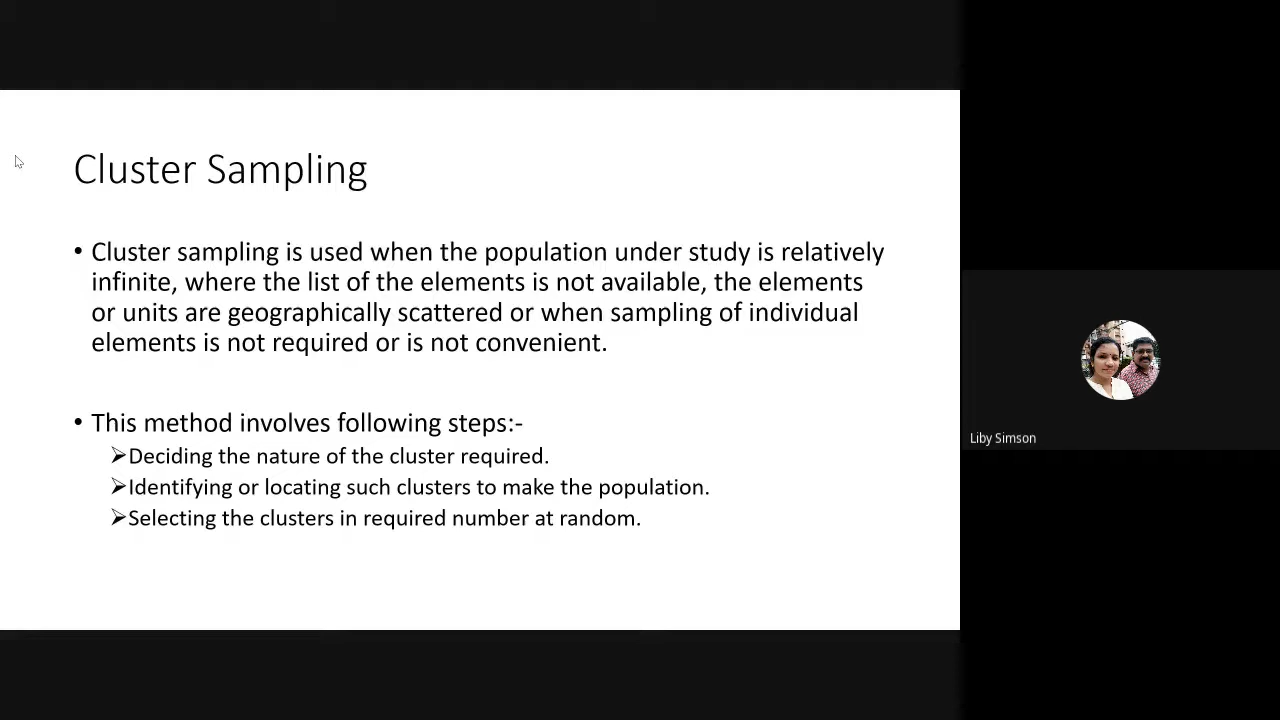 Cluster Sampling
• Cluster sampling is used when the population under study is relatively
infinite, where the list of the elements is not available, the elements
or units are geographically scattered or when sampling of individual
elements is not required or is not convenient.
• This method involves following steps:-
➢Deciding the nature of the cluster required.
➢Identifying or locating such clusters to make the population.
➢Selecting the clusters in required number at random.
Liby Simson